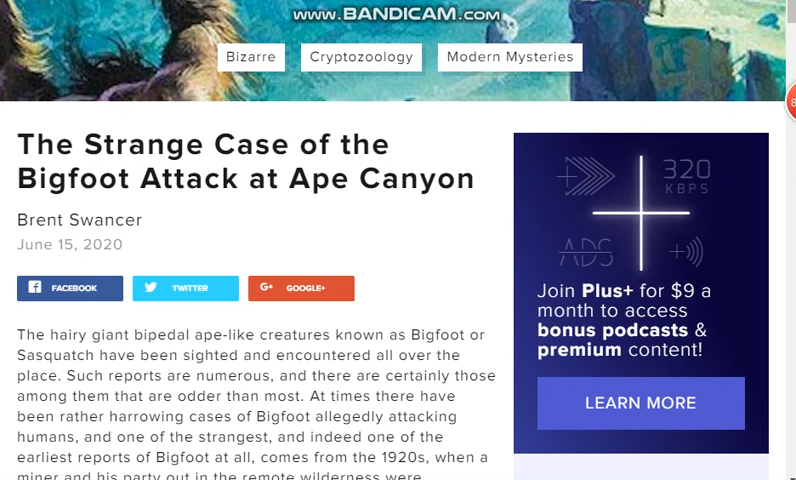 www.BANDICAM.com
Bizarre
Cryptozoology
Modern Mysteries
The Strange Case of the
Bigfoot Attack at Ape Canyon
Brent Swancer
June 15, 2020
FACEBOOK
TWITTER
G+ GOOGLE+
The hairy giant bipedal ape-like creatures known as Bigfoot or
Sasquatch have been sighted and encountered all over the
place. Such reports are numerous, and there are certainly those
among them that are odder than most. At times there have
been rather harrowing cases of Bigfoot allegedly attacking
humans, and one of the strangest, and indeed one of the
earliest reports of Bigfoot at all, comes from the 1920s, when a
miner and his party out in the remote wilderness were
320
KBPS
ADS
Join Plus+ for $9 a
month to access
bonus podcasts &
premium content!
LEARN MORE
8